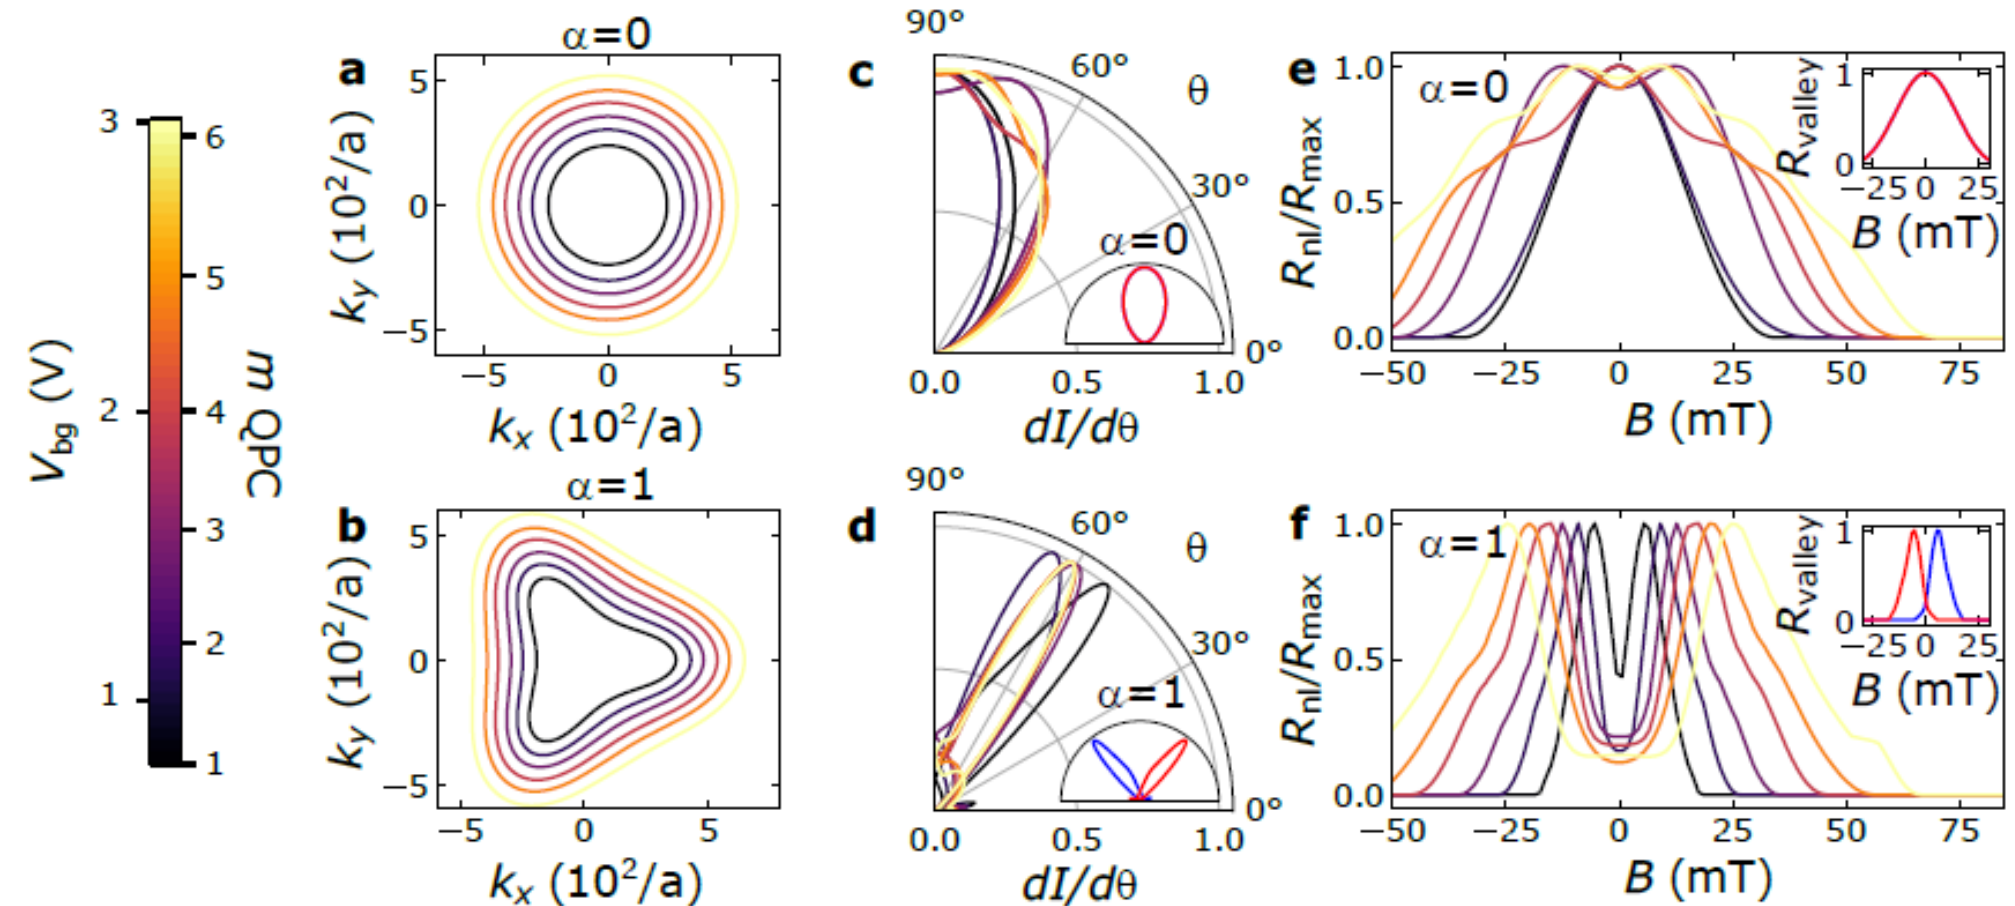 V_bg (V)
3
2
1
6
5
4
3
2
1
m QPC
a
α=0
5
0
−5
k_y (10²/a)
−5 0 5
k_x (10²/a)
b
α=1
5
0
−5
k_y (10²/a)
−5 0 5
k_x (10²/a)
c
90°
60°
θ
30°
0°
α=0
0.0 0.5 1.0
dI/dθ
d
90°
60°
θ
30°
0°
α=1
0.0 0.5 1.0
dI/dθ
e
α=0
1.0
0.5
0.0
R_nl/R_max
−50 −25 0 25 50 75
B (mT)
R_valley
1
0
−25 0 25
B (mT)
f
α=1
1.0
0.5
0.0
R_nl/R_max
−50 −25 0 25 50 75
B (mT)
R_valley
1
0
−25 0 25
B (mT)